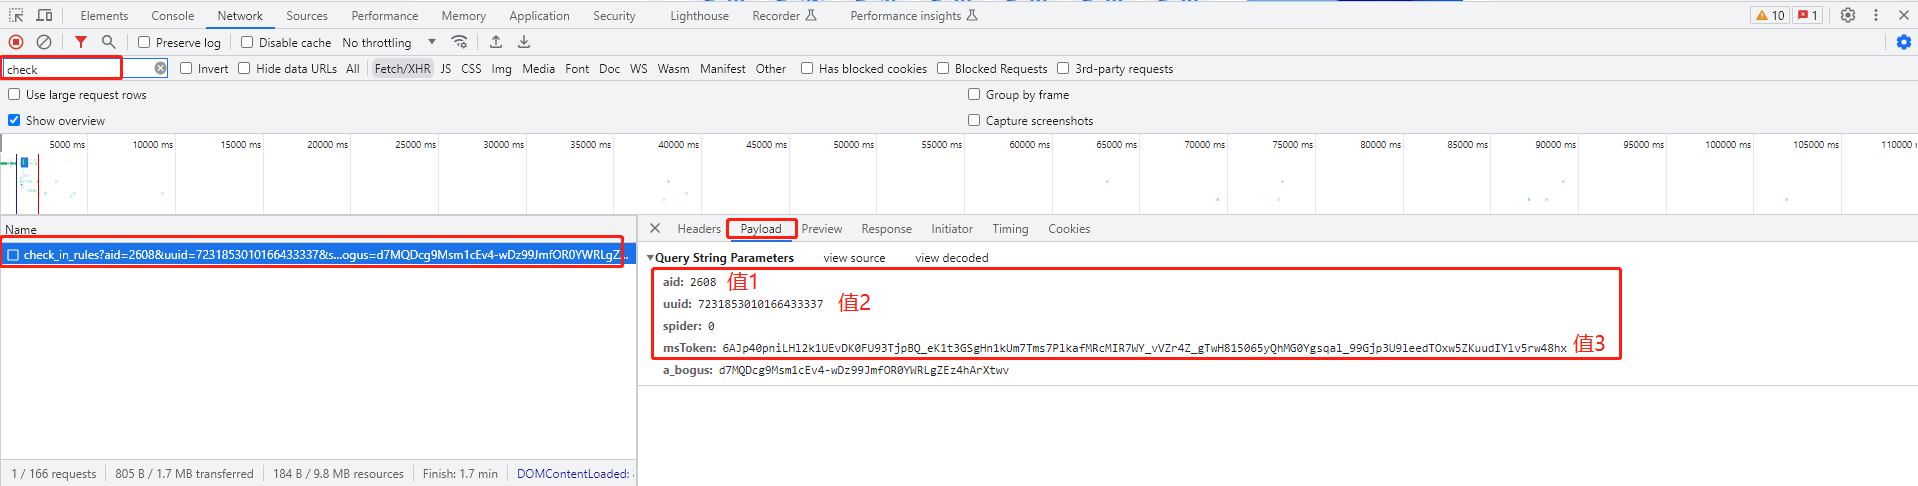 Elements Console Network Sources Performance Memory Application Security Lighthouse Recorder Performance insights 10 1
Preserve log Disable cache No throttling
check Invert Hide data URLs All Fetch/XHR JS CSS Img Media Font Doc WS Wasm Manifest Other Has blocked cookies Blocked Requests 3rd-party requests
Use large request rows Group by frame
Show overview Capture screenshots
5000 ms 10000 ms 15000 ms 20000 ms 25000 ms 30000 ms 35000 ms 40000 ms 45000 ms 50000 ms 55000 ms 60000 ms 65000 ms 70000 ms 75000 ms 80000 ms 85000 ms 90000 ms 95000 ms 100000 ms 105000 ms 110000 ms
Name Headers Payload Preview Response Initiator Timing Cookies
check_in_rules?aid=2608&uuid=7231853010166433337&s...ogus=d7MQDcg9Msm1cEv4-wDz99JmfOR0YWRLgZ...
Query String Parameters view source view decoded
aid: 2608 值1
uuid: 7231853010166433337 值2
spider: 0
msToken: 6AJp40pniLHl2k1UEvDK0FU93TjpBQ_eK1t3GSgHn1kUm7Tms7PlkafMRcMIR7WY_vVZr4Z_gTwH815065yQhMG0Ygsqal_99Gjp3U9leedTOxw5ZKuudIYlv5rw48hx 值3
a_bogus: d7MQDcg9Msm1cEv4-wDz99JmfOR0YWRLgZEz4hArXtwv
1 / 166 requests 805 B / 1.7 MB transferred 184 B / 9.8 MB resources Finish: 1.7 min DOMContentLoaded: